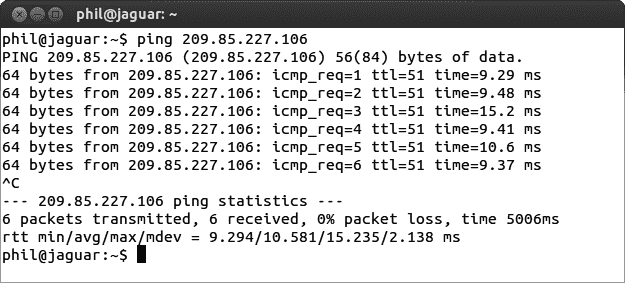 phil@jaguar: ~
phil@jaguar:~$ ping 209.85.227.106
PING 209.85.227.106 (209.85.227.106) 56(84) bytes of data.
64 bytes from 209.85.227.106: icmp_req=1 ttl=51 time=9.29 ms
64 bytes from 209.85.227.106: icmp_req=2 ttl=51 time=9.48 ms
64 bytes from 209.85.227.106: icmp_req=3 ttl=51 time=15.2 ms
64 bytes from 209.85.227.106: icmp_req=4 ttl=51 time=9.41 ms
64 bytes from 209.85.227.106: icmp_req=5 ttl=51 time=10.6 ms
64 bytes from 209.85.227.106: icmp_req=6 ttl=51 time=9.37 ms
^C
--- 209.85.227.106 ping statistics ---
6 packets transmitted, 6 received, 0% packet loss, time 5006ms
rtt min/avg/max/mdev = 9.294/10.581/15.235/2.138 ms
phil@jaguar:~$